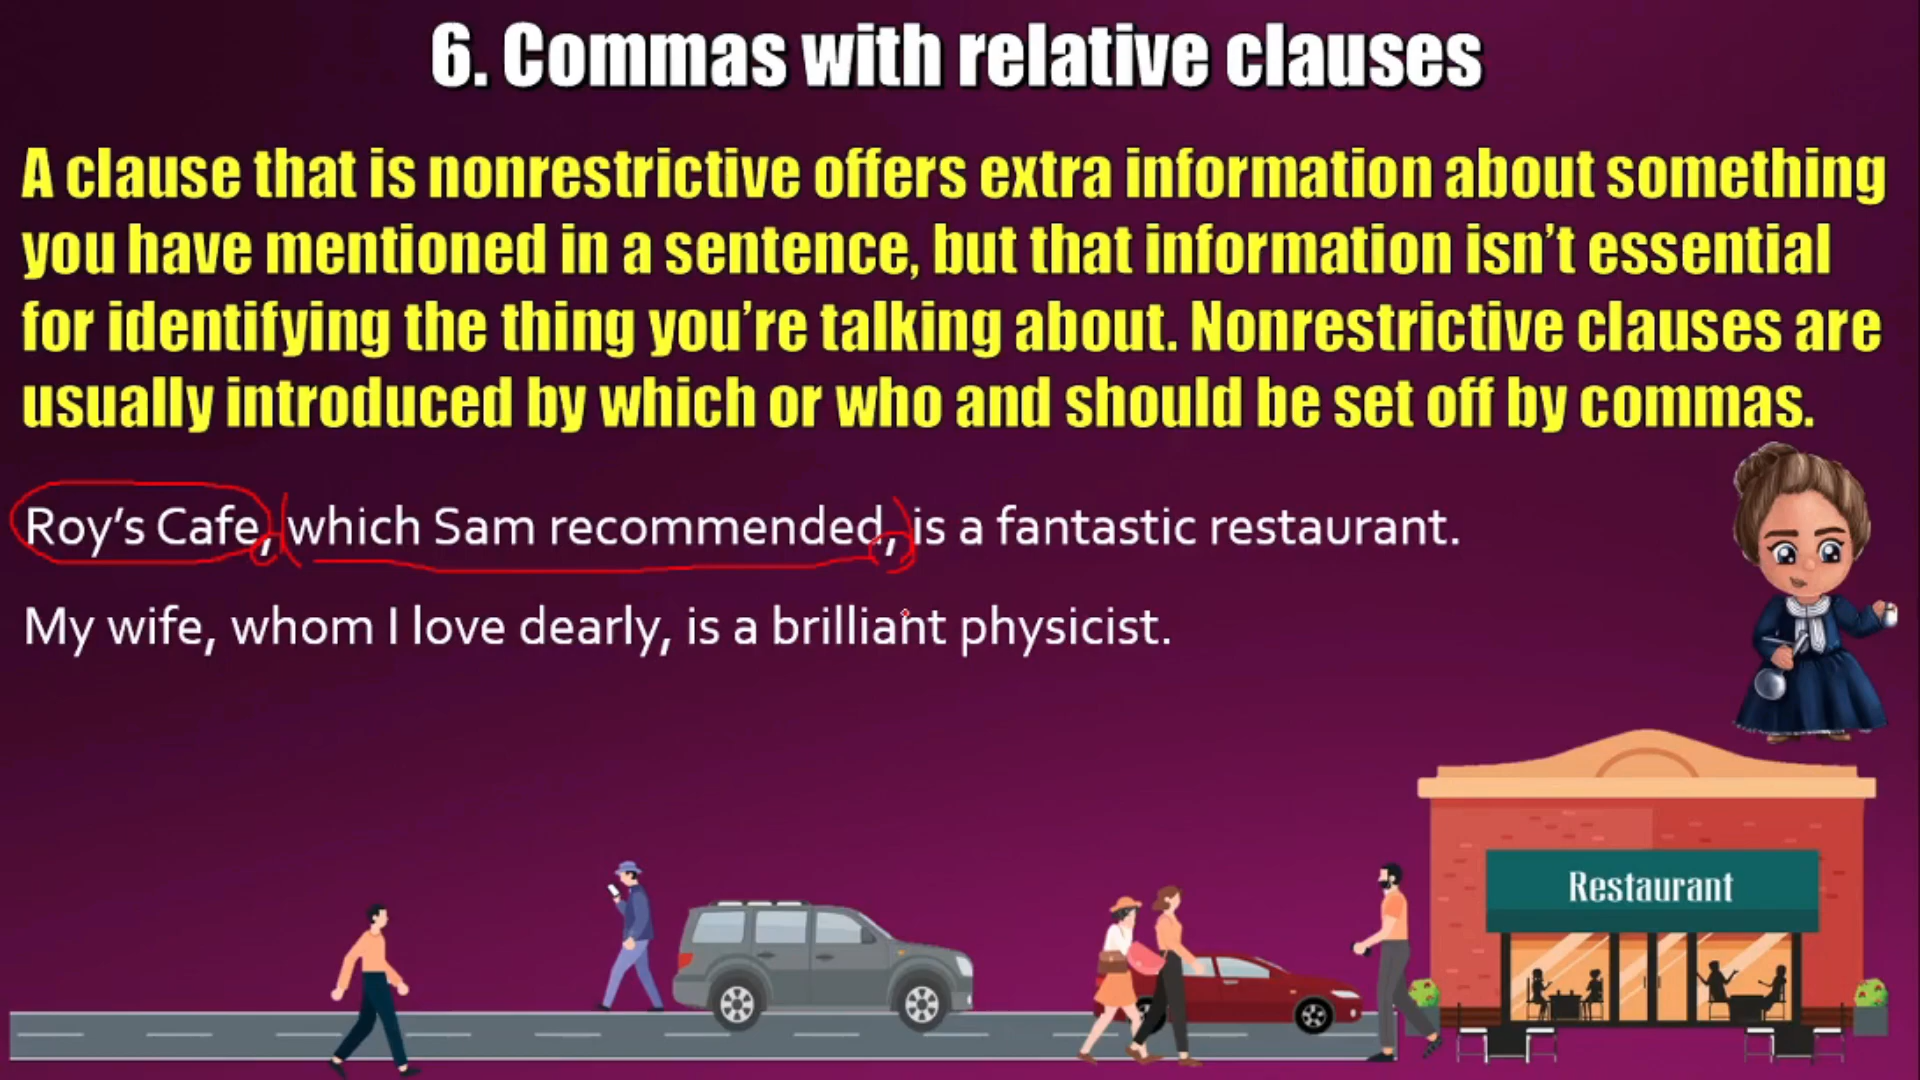 6. Commas with relative clauses
A clause that is nonrestrictive offers extra information about something
you have mentioned in a sentence, but that information isn’t essential
for identifying the thing you’re talking about. Nonrestrictive clauses are
usually introduced by which or who and should be set off by commas.
Roy’s Cafe, which Sam recommended, is a fantastic restaurant.
My wife, whom I love dearly, is a brilliant physicist.
Restaurant